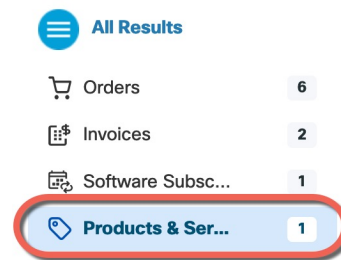 All Results
Orders 6
Invoices 2
Software Subsc... 1
Products & Ser... 1